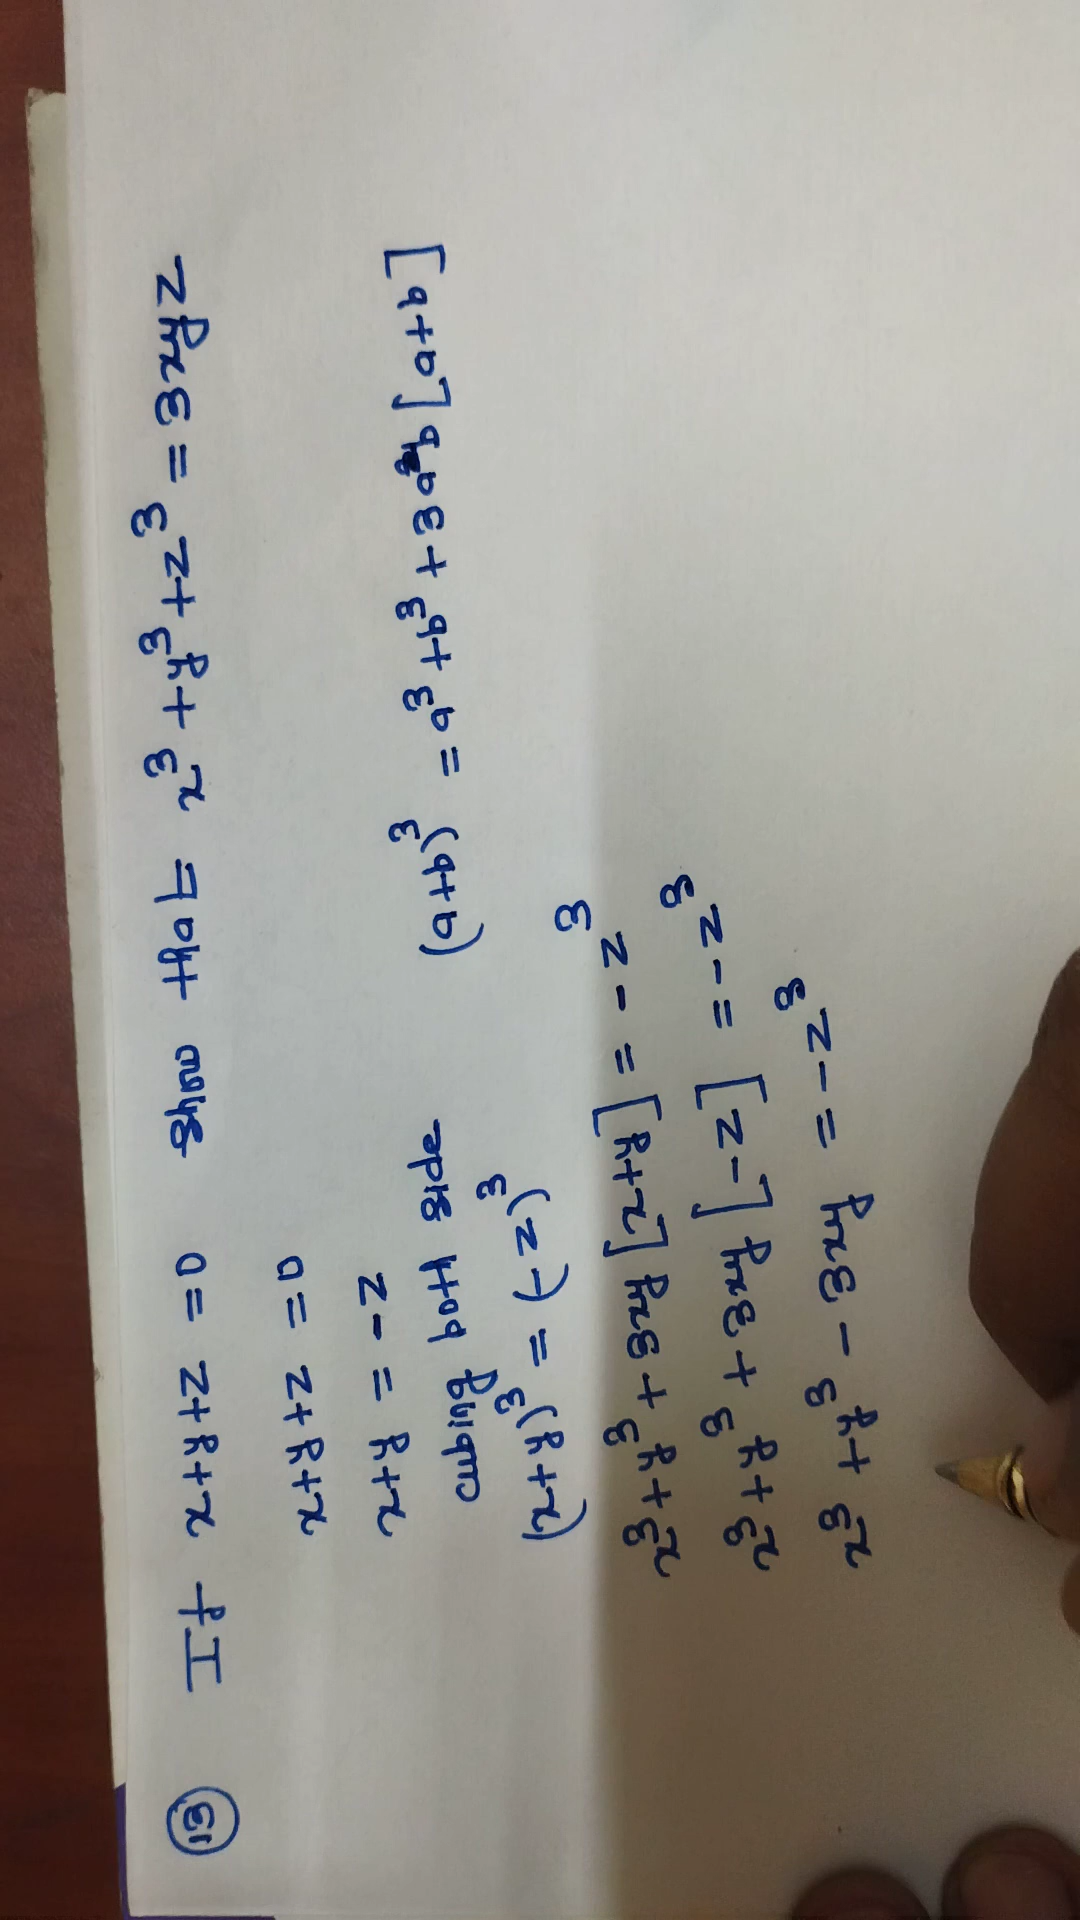 (13) If x+y+z = 0 show that x³ + y³ + z³ = 3xyz
x+y+z = 0
x+y = -z
cubing both side (a+b)³ = a³+b³+3ab[a+b]
(x+y)³ = (-z)³
x³+y³+3xy[x+y] = -z³
x³+y³+3xy[-z] = -z³
x³+y³-3xy = -z³